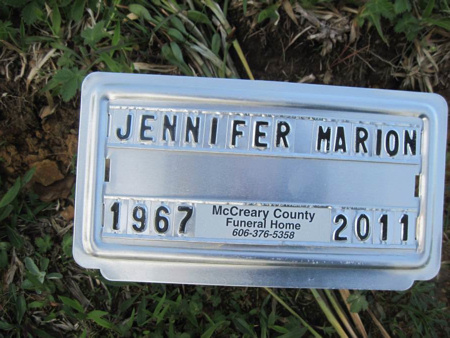 JENNIFER MARION
1967 McCreary County Funeral Home 606-376-5358 2011